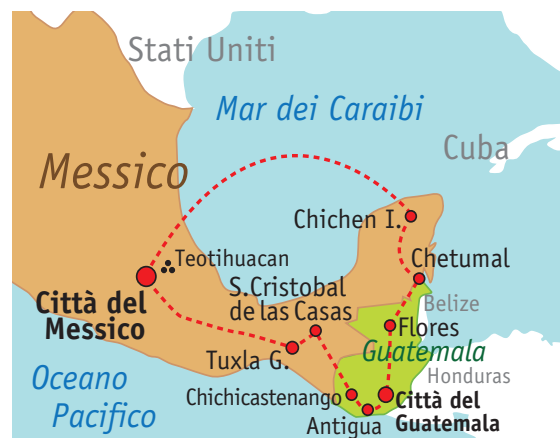 Stati Uniti
Mar dei Caraibi
Cuba
Messico
Chichen I.
Teotihuacan
Chetumal
Città del
Messico
S.Cristobal
de las Casas
Belize
Flores
Tuxla G.
Guatemala
Honduras
Oceano
Pacifico
Chichicastenango
Città del
Guatemala
Antigua